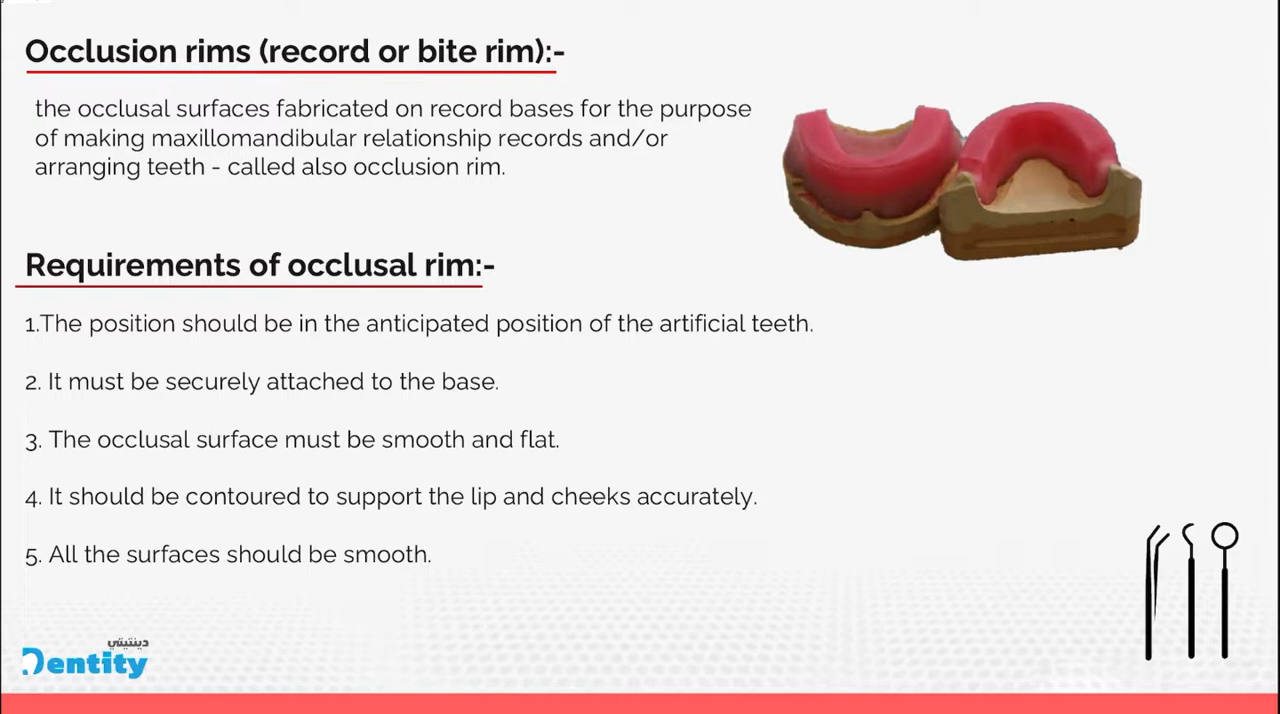 Occlusion rims (record or bite rim):-
the occlusal surfaces fabricated on record bases for the purpose
of making maxillomandibular relationship records and/or
arranging teeth - called also occlusion rim.
Requirements of occlusal rim:-
1.The position should be in the anticipated position of the artificial teeth.
2. It must be securely attached to the base.
3. The occlusal surface must be smooth and flat.
4. It should be contoured to support the lip and cheeks accurately.
5. All the surfaces should be smooth.
دينتيتي
Dentity